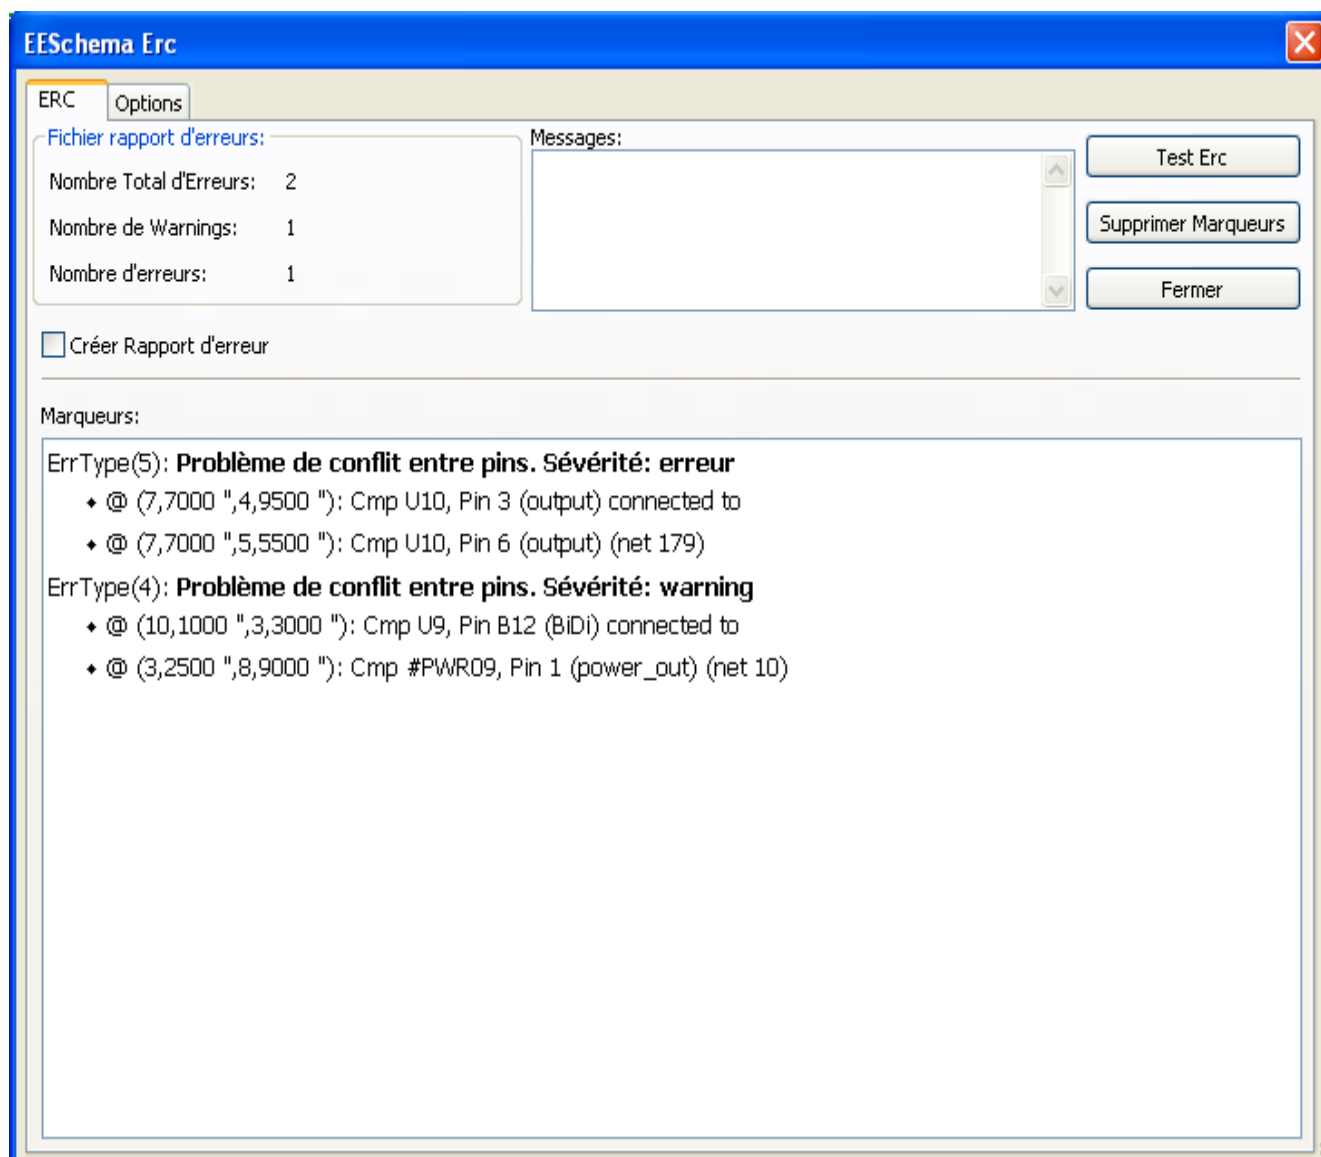 EESchema Erc
ERC
Options
Fichier rapport d'erreurs:
Nombre Total d'Erreurs: 2
Nombre de Warnings: 1
Nombre d'erreurs: 1
Messages:
Test Erc
Supprimer Marqueurs
Fermer
Créer Rapport d'erreur
Marqueurs:
ErrType(5): Problème de conflit entre pins. Sévérité: erreur
@ (7,7000 ",4,9500 "): Cmp U10, Pin 3 (output) connected to
@ (7,7000 ",5,5500 "): Cmp U10, Pin 6 (output) (net 179)
ErrType(4): Problème de conflit entre pins. Sévérité: warning
@ (10,1000 ",3,3000 "): Cmp U9, Pin B12 (BiDi) connected to
@ (3,2500 ",8,9000 "): Cmp #PWR09, Pin 1 (power_out) (net 10)